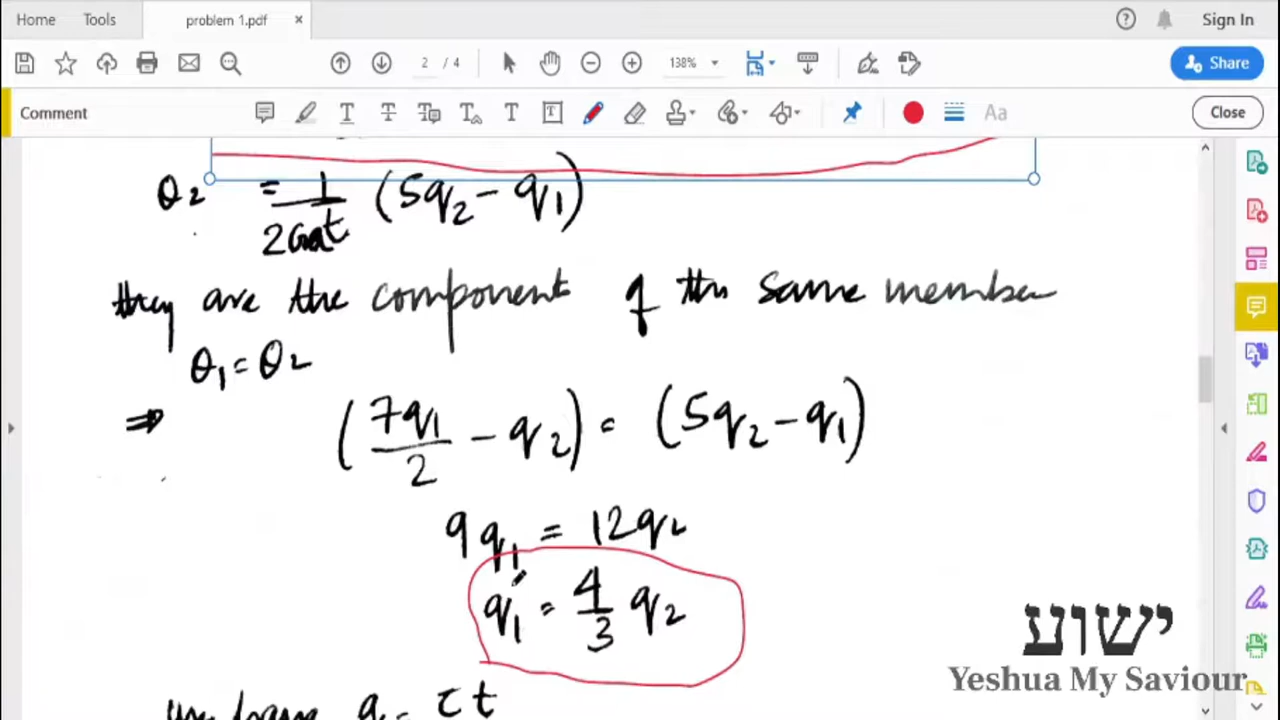 Home Tools problem 1.pdf × Sign In
2 / 4 138% Share
Comment Close
θ2 = 1/2Gat (5q2 - q1)
they are the component of the same member
θ1 = θ2
⇒ (7q1/2 - q2) = (5q2 - q1)
9q1 = 12q2
q1 = 4/3 q2
q = τt
ישוע
Yeshua My Saviour